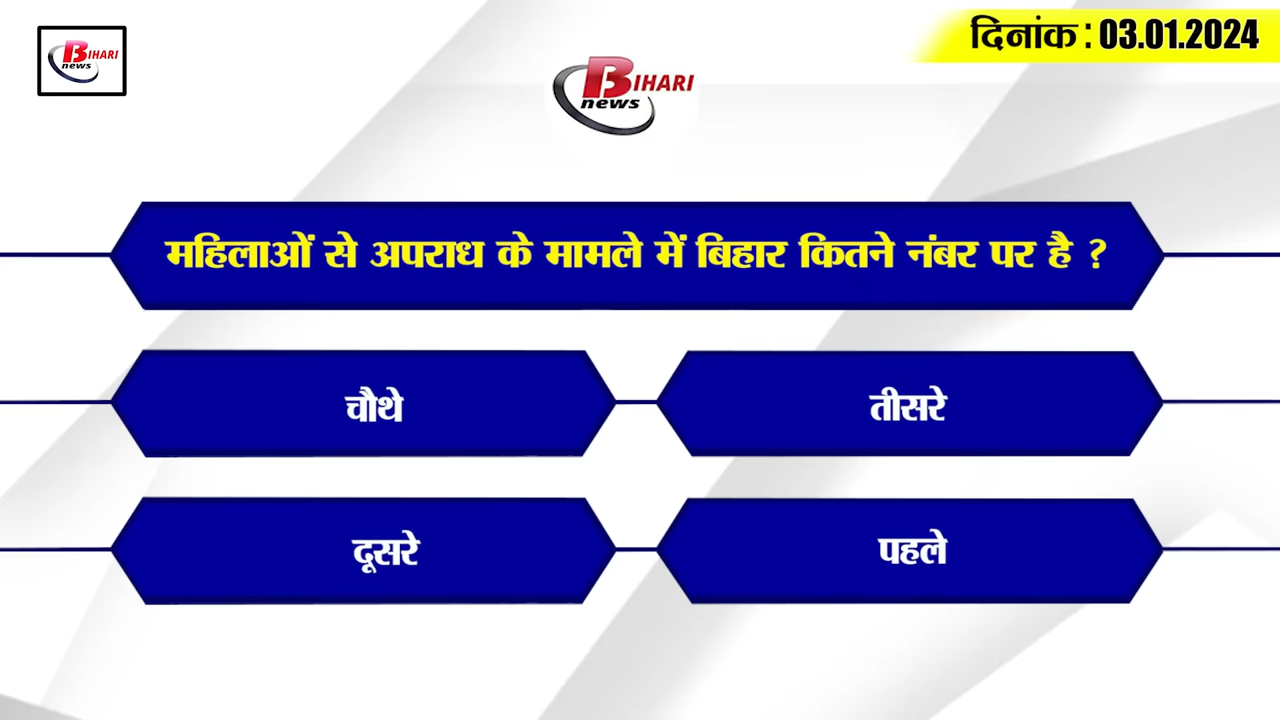 BIHARI
news
दिनांक : 03.01.2024
BIHARI
news
महिलाओं से अपराध के मामले में बिहार कितने नंबर पर है ?
चौथे
तीसरे
दूसरे
पहले